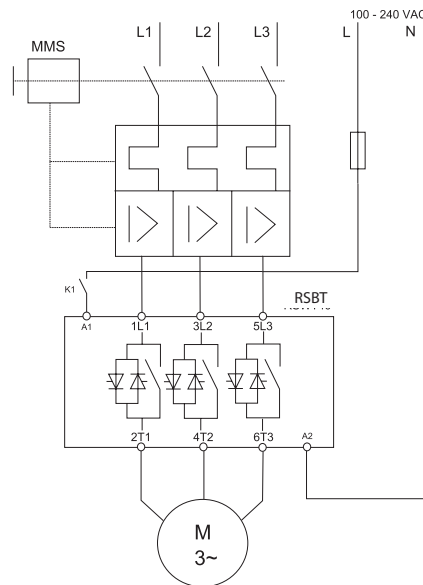 100 - 240 VAC
L1 L2 L3 L N
MMS
K1
RSBT
A1 1L1 3L2 5L3
2T1 4T2 6T3 A2
M
3~